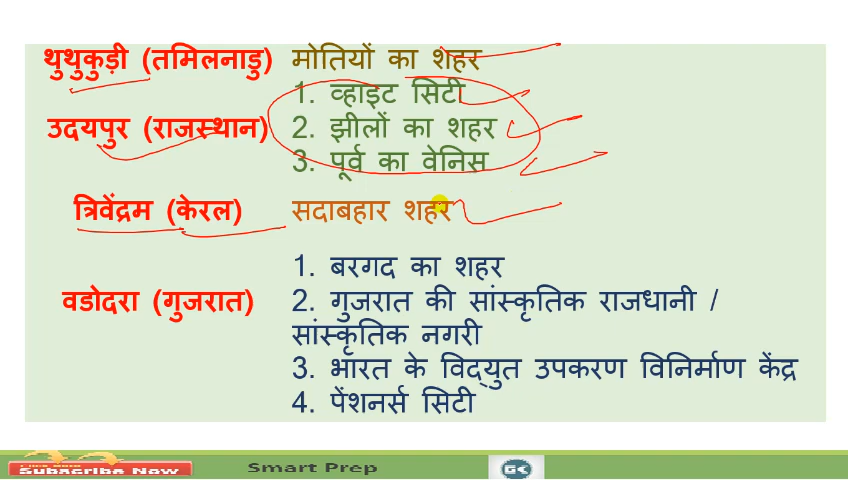 थुथुकुड़ी (तमिलनाडु) मोतियों का शहर
1. व्हाइट सिटी
उदयपुर (राजस्थान) 2. झीलों का शहर
3. पूर्व का वेनिस
त्रिवेंद्रम (केरल) सदाबहार शहर
1. बरगद का शहर
वडोदरा (गुजरात) 2. गुजरात की सांस्कृतिक राजधानी /
सांस्कृतिक नगरी
3. भारत के विद्युत उपकरण विनिर्माण केंद्र
4. पेंशनर्स सिटी
Subscribe Now Smart Prep GK